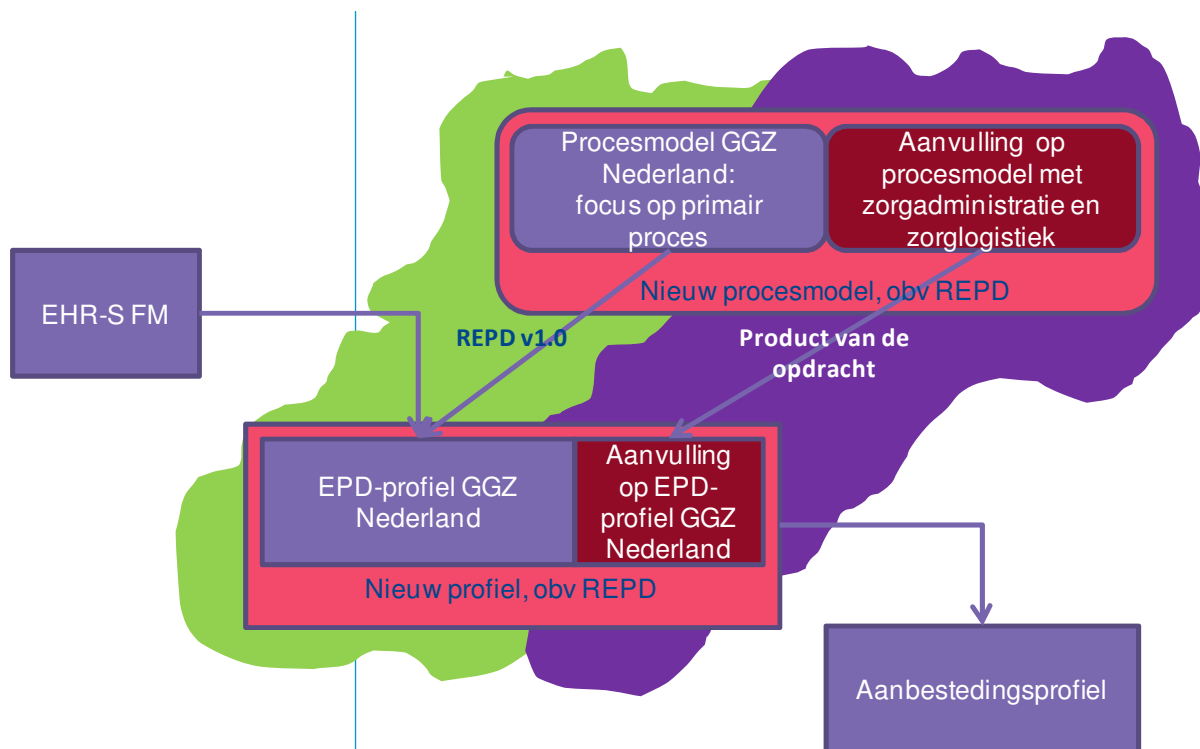 Procesmodel GGZ
Nederland:
focus op primair
proces
Aanvulling op
procesmodel met
zorgadministratie en
zorglogistiek
Nieuw procesmodel, obv REPD
EHR-S FM
REPD v1.0
Product van de
opdracht
EPD-profiel GGZ
Nederland
Aanvulling
op EPD-
profiel GGZ
Nederland
Nieuw profiel, obv REPD
Aanbestedingsprofiel